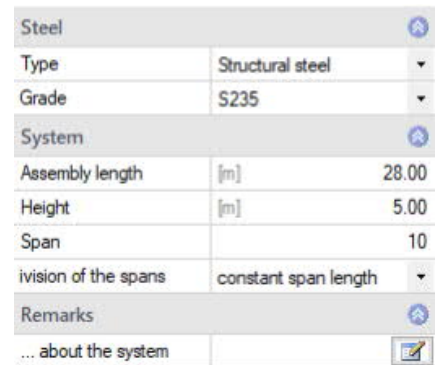 Steel
Type Structural steel
Grade S235
System
Assembly length [m] 28.00
Height [m] 5.00
Span 10
ivision of the spans constant span length
Remarks
... about the system